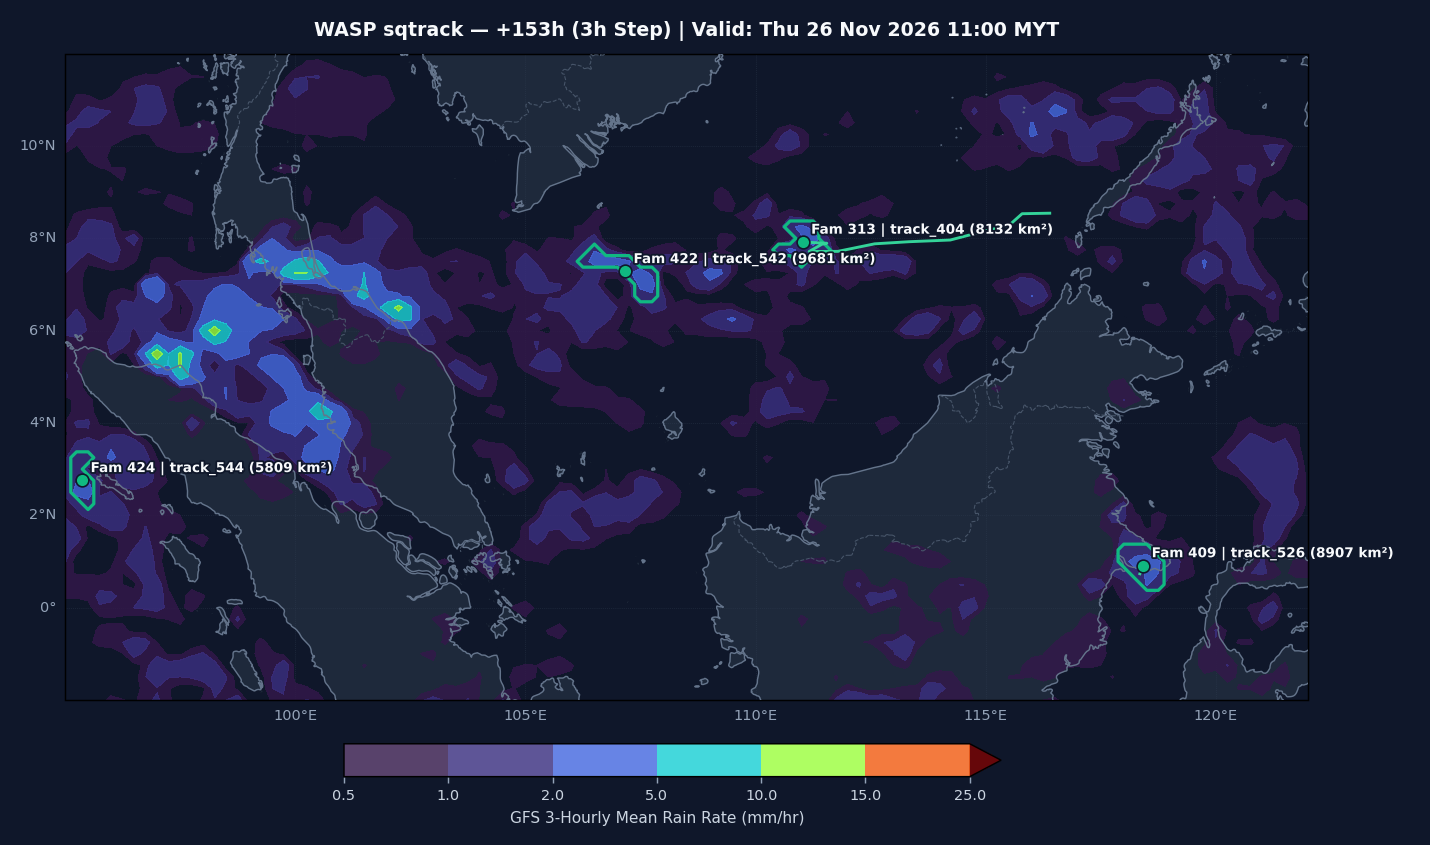 WASP sqtrack — +153h (3h Step) | Valid: Thu 26 Nov 2026 11:00 MYT
10°N
8°N
6°N
4°N
2°N
0°
Fam 313 | track_404 (8132 km²)
Fam 422 | track_542 (9681 km²)
Fam 424 | track_544 (5809 km²)
Fam 409 | track_526 (8907 km²)
100°E 105°E 110°E 115°E 120°E
0.5 1.0 2.0 5.0 10.0 15.0 25.0
GFS 3-Hourly Mean Rain Rate (mm/hr)